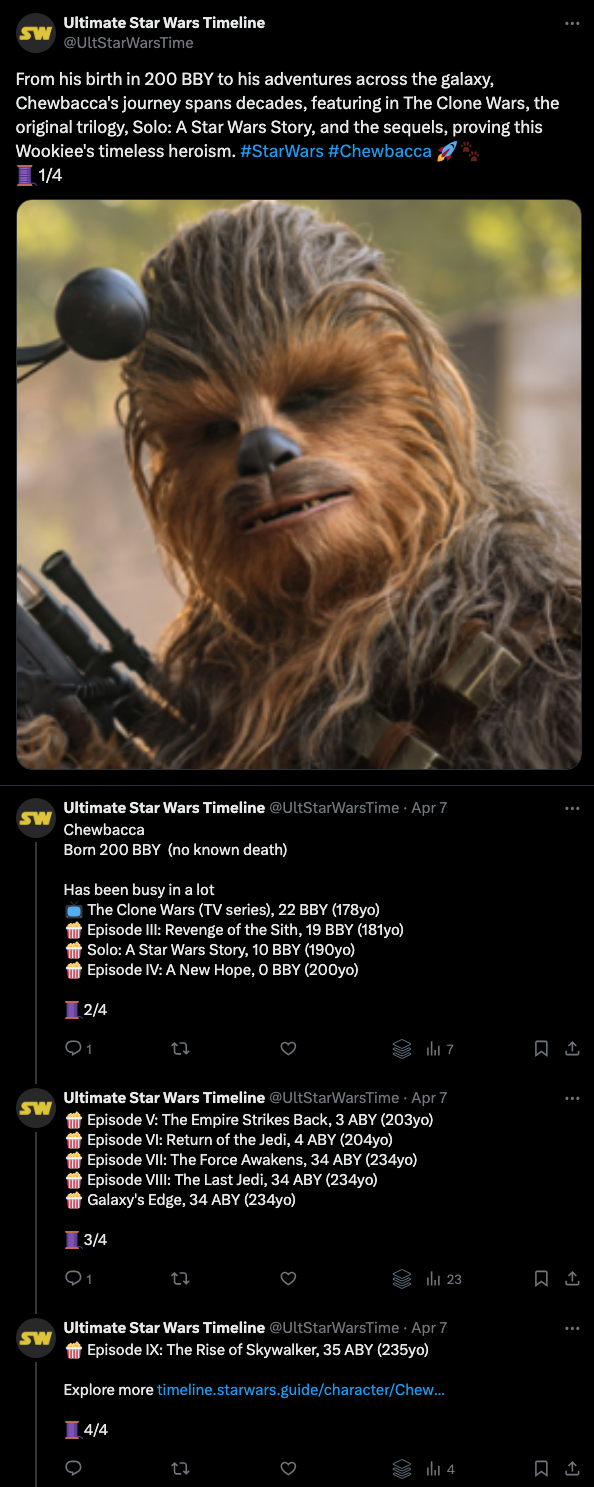 SW
Ultimate Star Wars Timeline
@UltStarWarsTime
From his birth in 200 BBY to his adventures across the galaxy,
Chewbacca's journey spans decades, featuring in The Clone Wars, the
original trilogy, Solo: A Star Wars Story, and the sequels, proving this
Wookiee's timeless heroism. #StarWars #Chewbacca 🚀🐾
🧵 1/4
SW
Ultimate Star Wars Timeline @UltStarWarsTime · Apr 7
Chewbacca
Born 200 BBY (no known death)
Has been busy in a lot
📺 The Clone Wars (TV series), 22 BBY (178yo)
🍿 Episode III: Revenge of the Sith, 19 BBY (181yo)
🍿 Solo: A Star Wars Story, 10 BBY (190yo)
🍿 Episode IV: A New Hope, 0 BBY (200yo)
🧵 2/4
1 7
SW
Ultimate Star Wars Timeline @UltStarWarsTime · Apr 7
🍿 Episode V: The Empire Strikes Back, 3 ABY (203yo)
🍿 Episode VI: Return of the Jedi, 4 ABY (204yo)
🍿 Episode VII: The Force Awakens, 34 ABY (234yo)
🍿 Episode VIII: The Last Jedi, 34 ABY (234yo)
🍿 Galaxy's Edge, 34 ABY (234yo)
🧵 3/4
1 23
SW
Ultimate Star Wars Timeline @UltStarWarsTime · Apr 7
🍿 Episode IX: The Rise of Skywalker, 35 ABY (235yo)
Explore more timeline.starwars.guide/character/Chew...
🧵 4/4
4